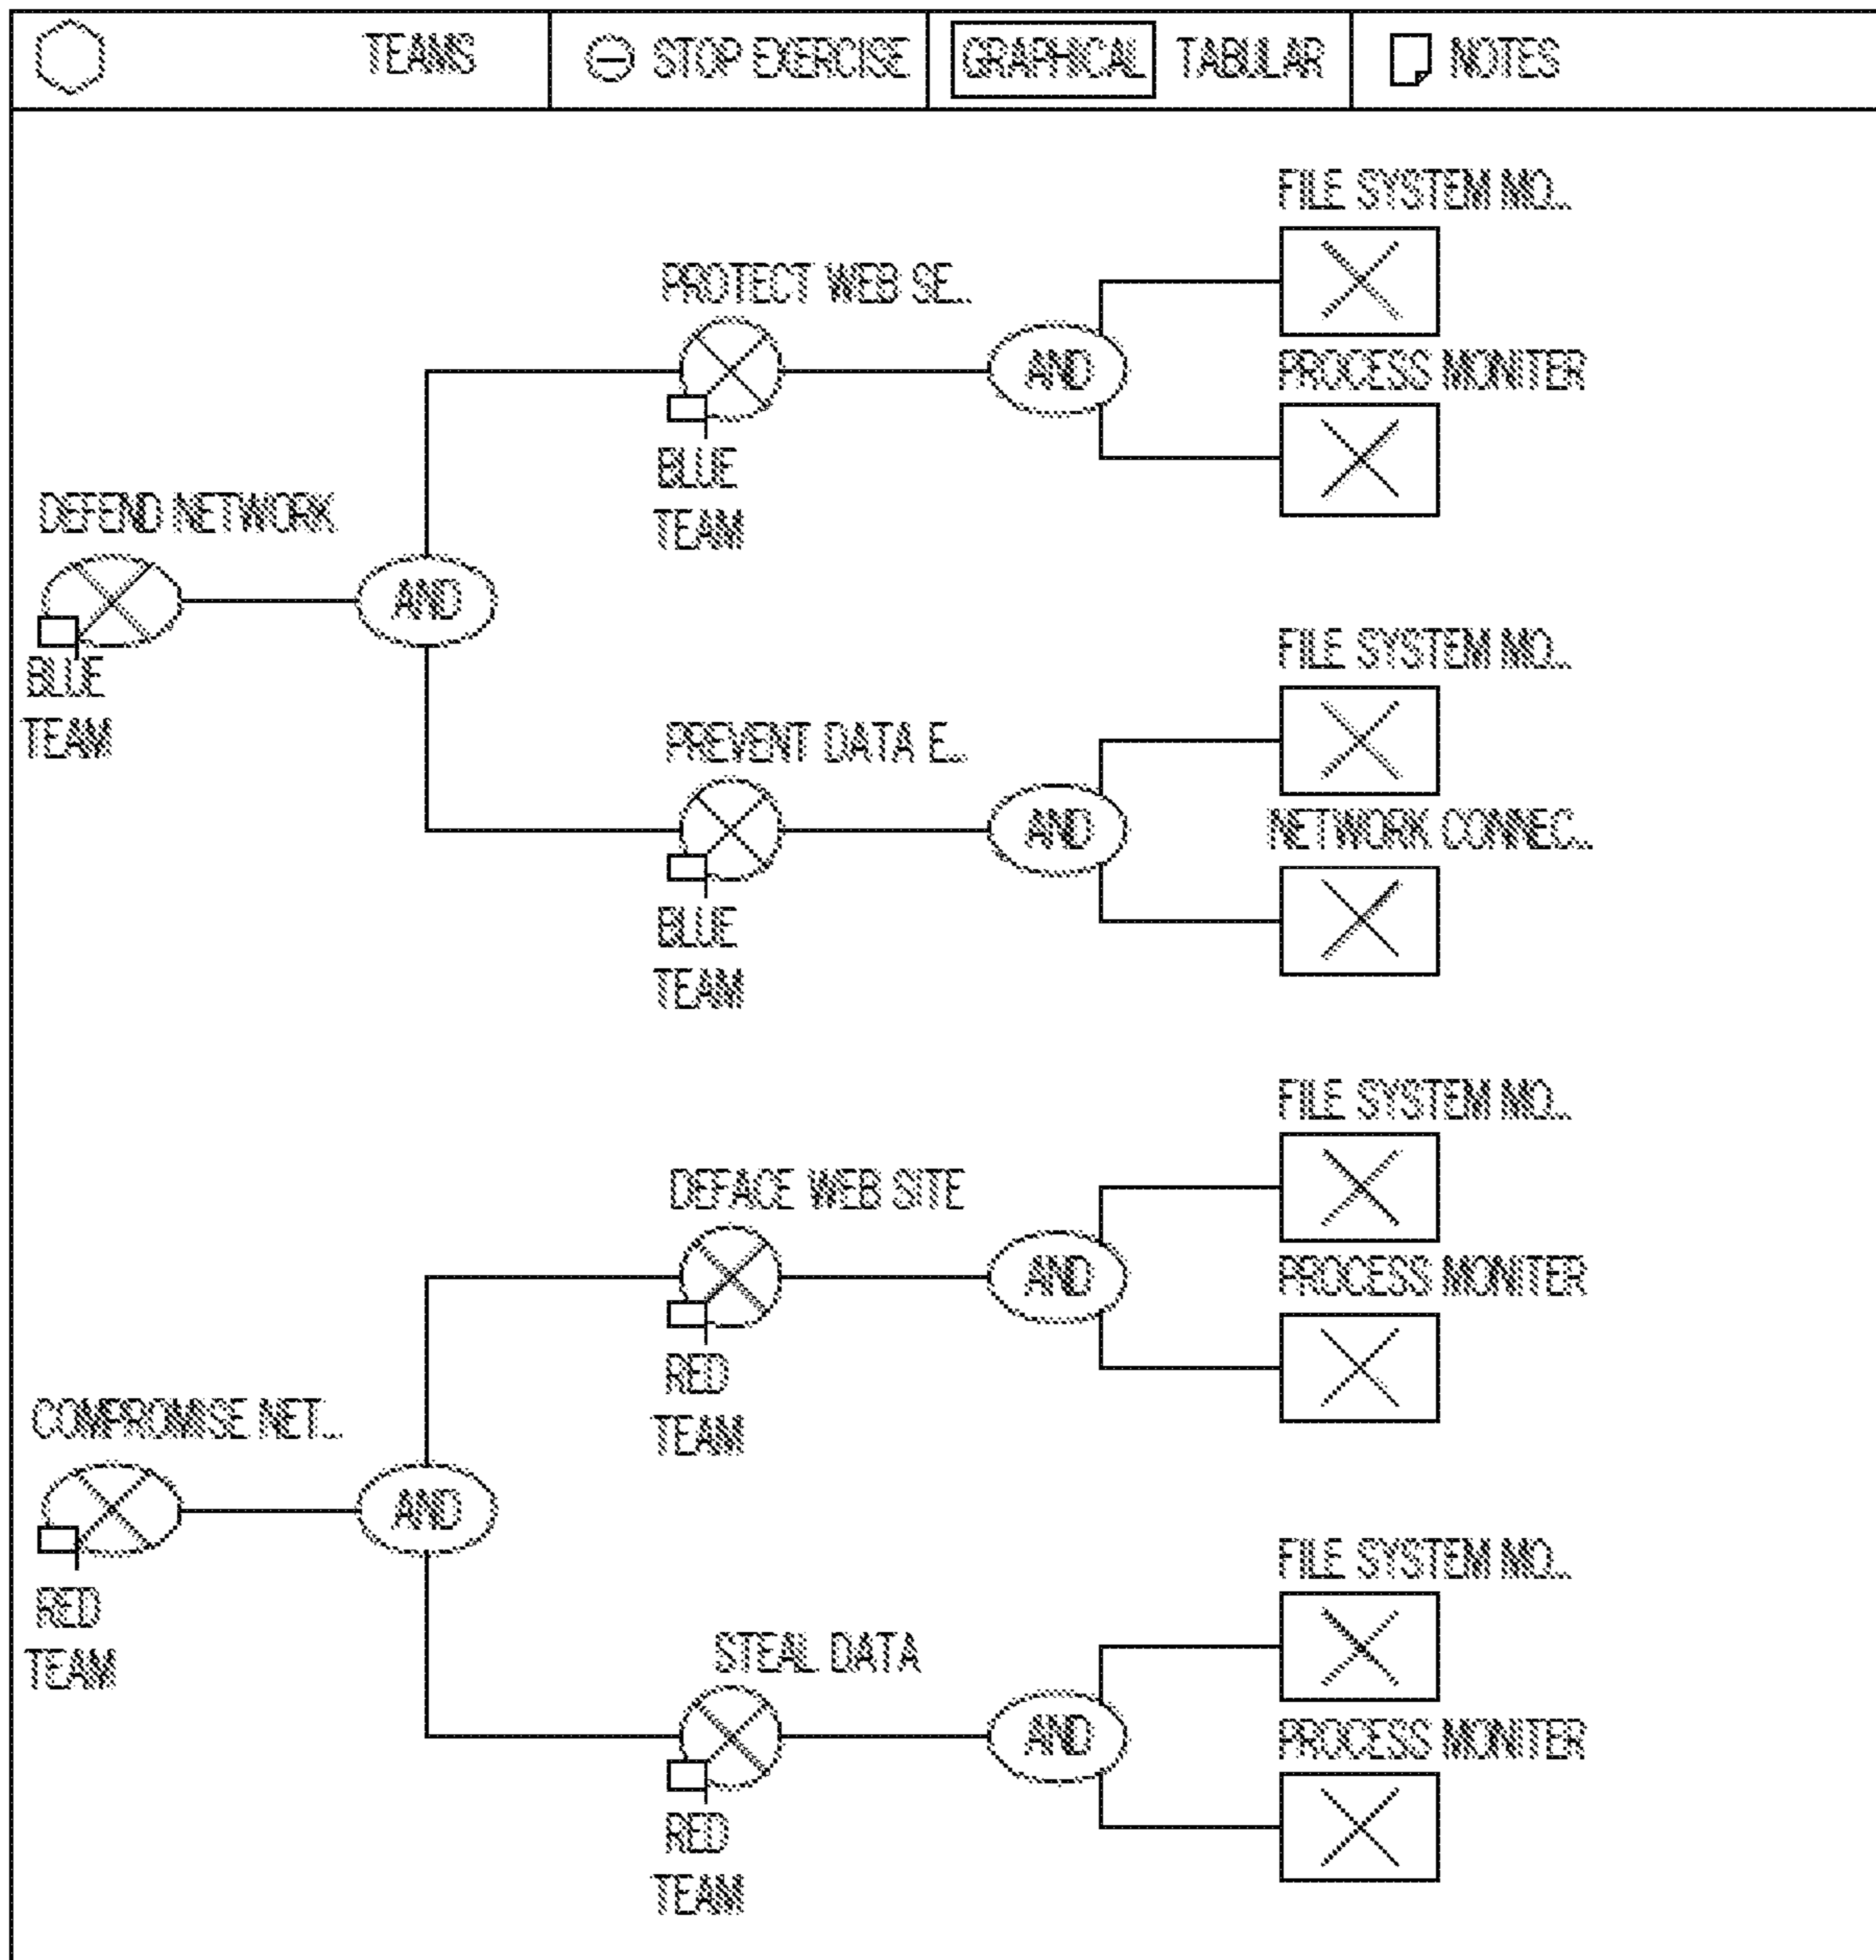 TEAMS
STOP EXERCISE
GRAPHICAL
TABULAR
NOTES
FILE SYSTEM MO...
PROTECT WEB SE...
AND
PROCESS MONITER
BLUE
TEAM
DEFEND NETWORK
AND
BLUE
TEAM
FILE SYSTEM MO...
PREVENT DATA E...
AND
NETWORK CONNEC...
BLUE
TEAM
FILE SYSTEM MO...
DEFACE WEB SITE
AND
PROCESS MONITER
RED
TEAM
COMPROMISE NET...
AND
RED
TEAM
FILE SYSTEM MO...
STEAL DATA
AND
PROCESS MONITER
RED
TEAM